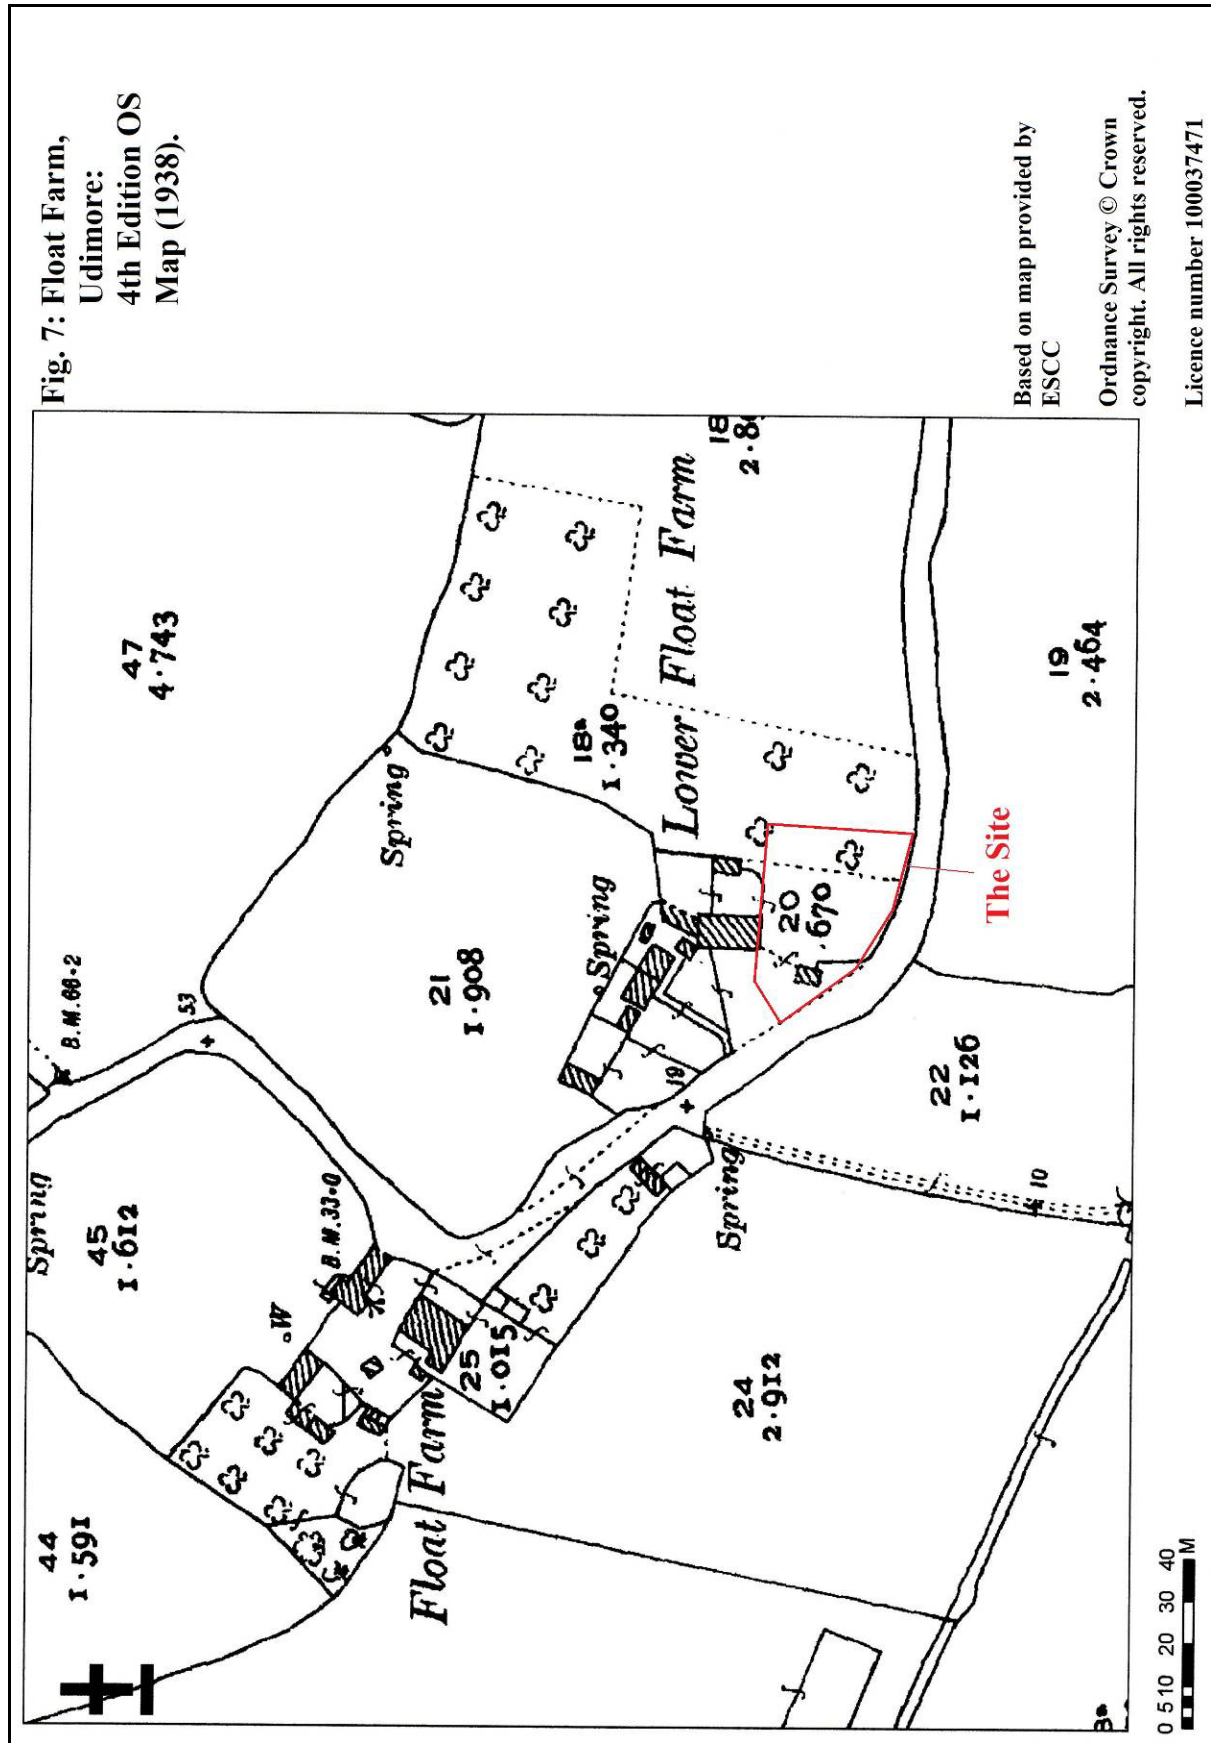 Fig. 7: Float Farm,
Udimore:
4th Edition OS
Map (1938).
44
1·591
Spring
45
1·612
B.M.66·2
53
47
4·743
W
B.M.33·0
Spring
21
1·908
Float Farm
25
1·015
Spring
18a
1·340
Lower Float Farm
18
19
20
·670
Spring
The Site
24
2·912
22
1·126
10
19
2·464
0 5 10 20 30 40
M
Based on map provided by
ESCC
Ordnance Survey © Crown
copyright. All rights reserved.
Licence number 100037471